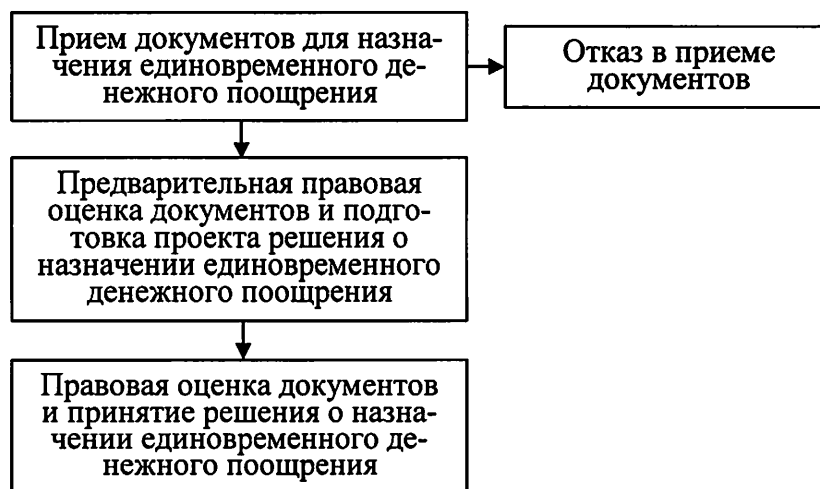 Прием документов для назна-
чения единовременного де-
нежного поощрения
Отказ в приеме
документов
Предварительная правовая
оценка документов и подго-
товка проекта решения о
назначении единовременного
денежного поощрения
Правовая оценка документов
и принятие решения о назна-
чении единовременного де-
нежного поощрения